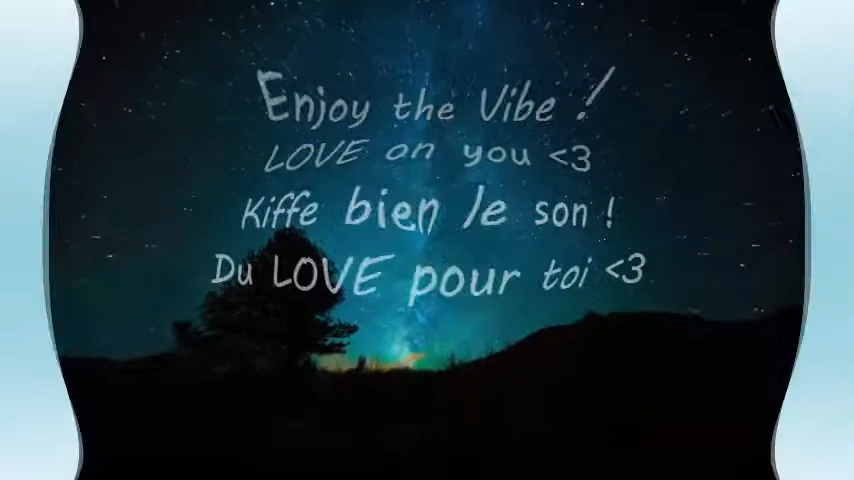 Enjoy the Vibe !
LOVE on you <3
Kiffe bien le son !
Du LOVE pour toi <3